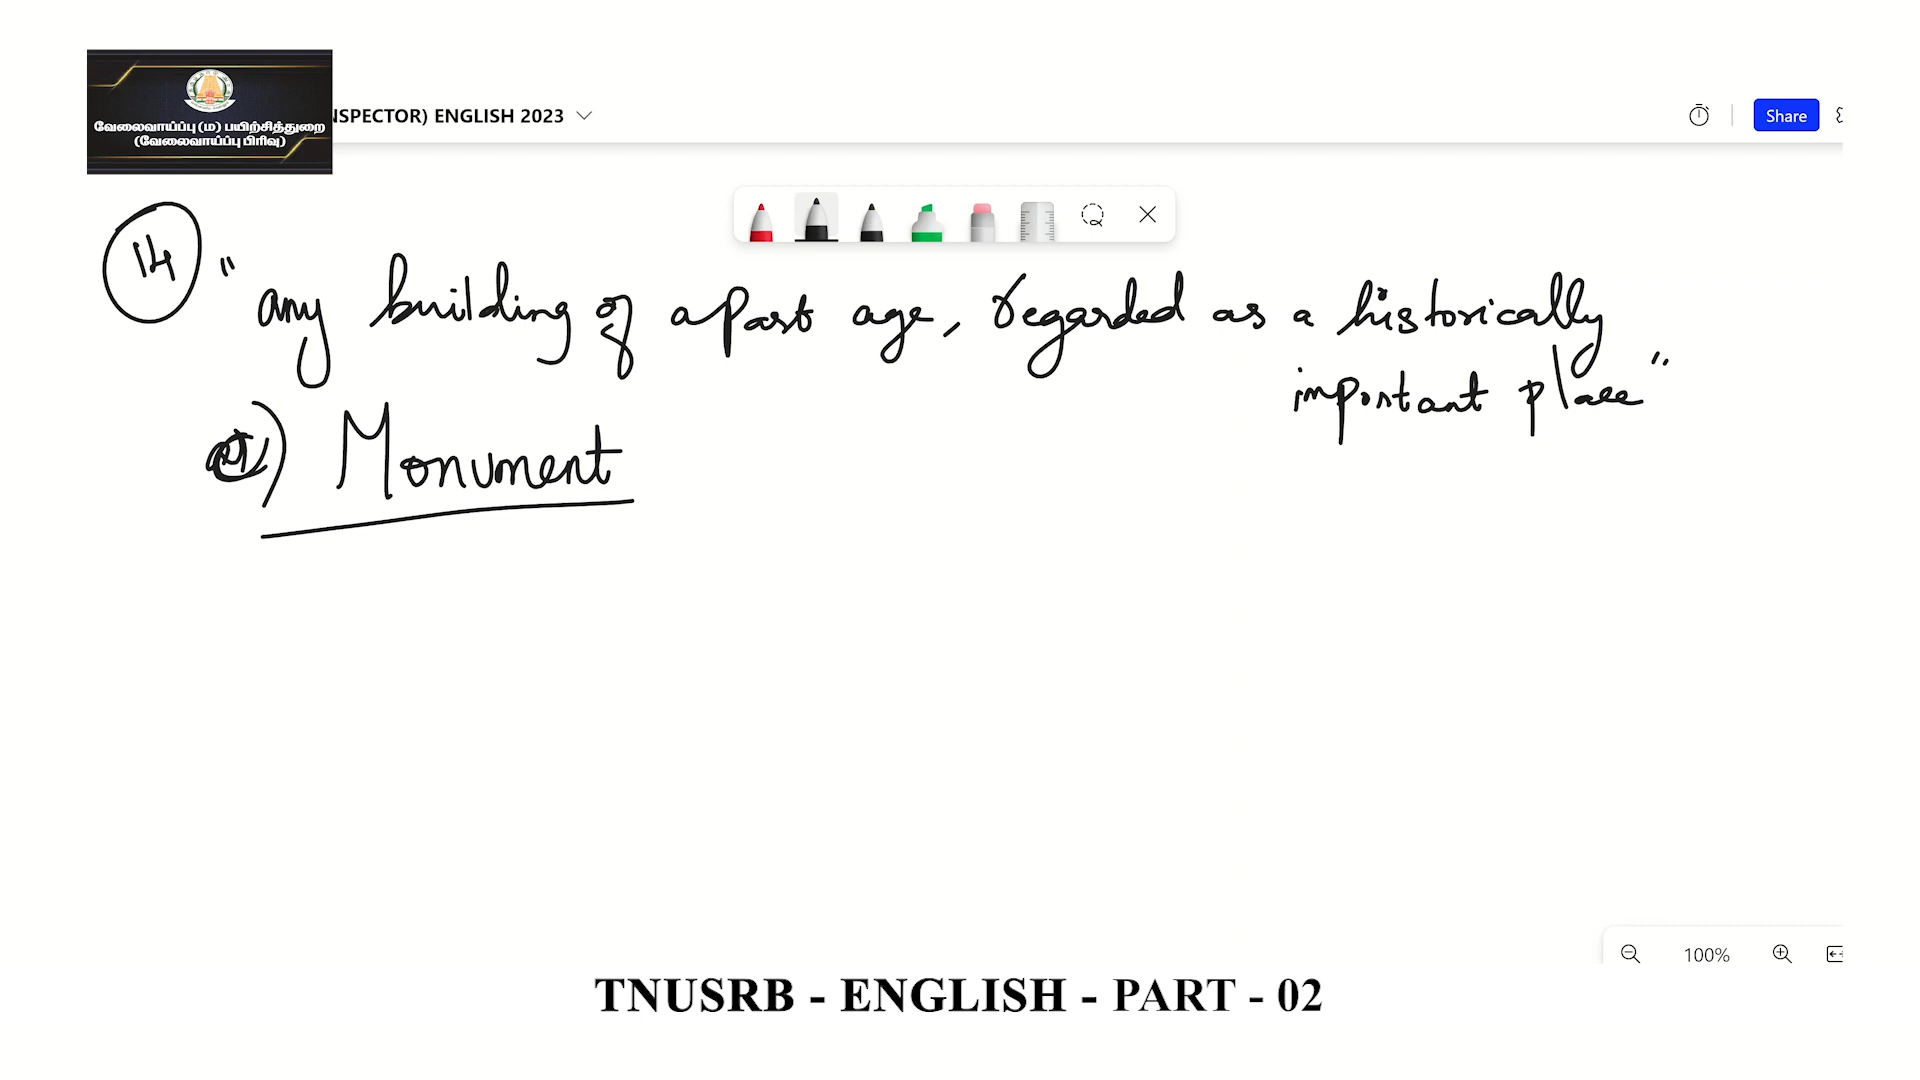 வேலைவாய்ப்பு (ம) பயிற்சித்துறை
(வேலைவாய்ப்பு பிரிவு)
NSPECTOR) ENGLISH 2023
Share
14
" any building of a past age, regarded as a historically
important place "
) Monument
100%
TNUSRB - ENGLISH - PART - 02